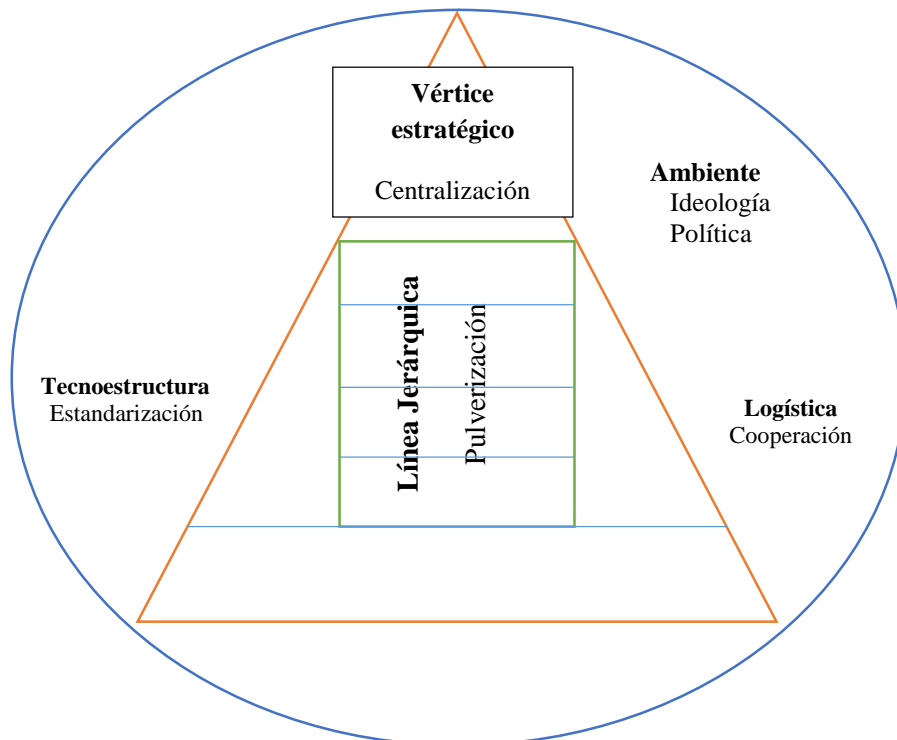 Vértice
estratégico
Centralización
Ambiente
Ideología
Política
Línea Jerárquica
Pulverización
Tecnoestructura
Estandarización
Logística
Cooperación